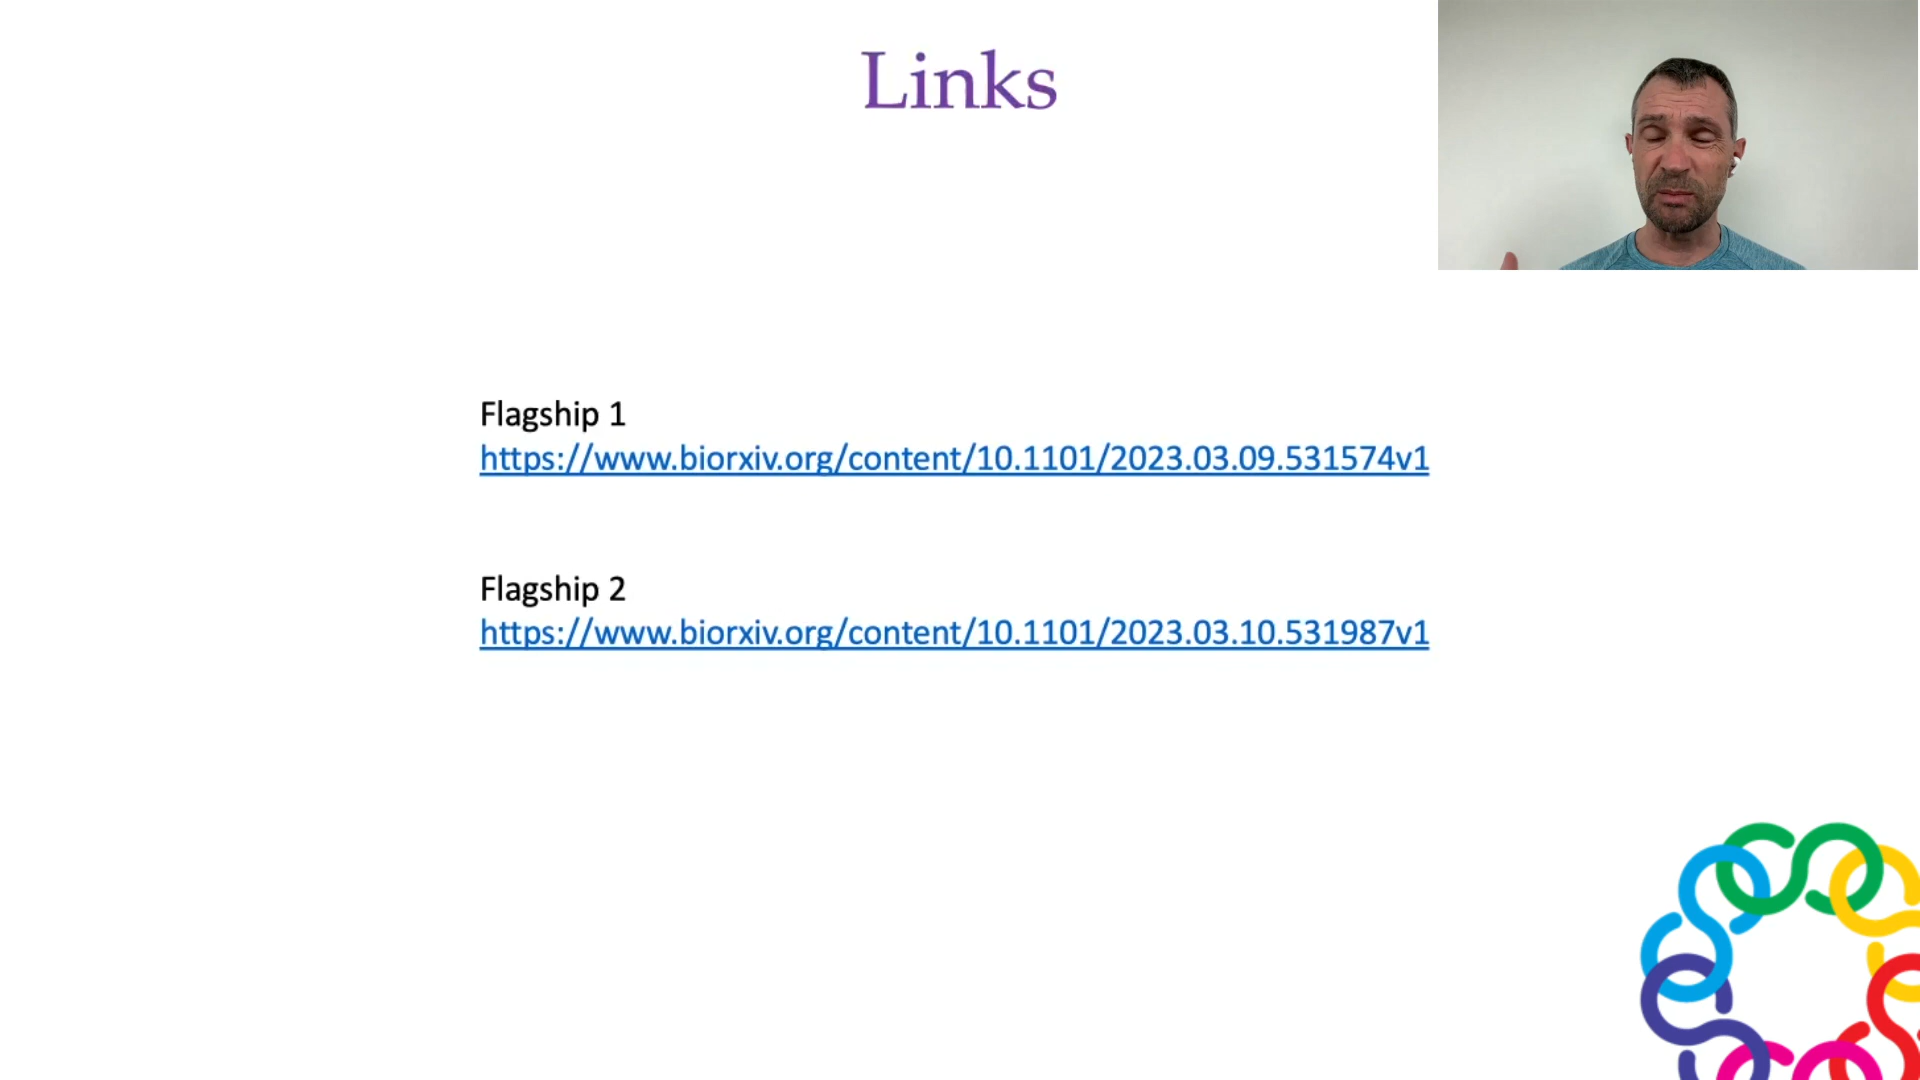 Links
Flagship 1
https://www.biorxiv.org/content/10.1101/2023.03.09.531574v1
Flagship 2
https://www.biorxiv.org/content/10.1101/2023.03.10.531987v1